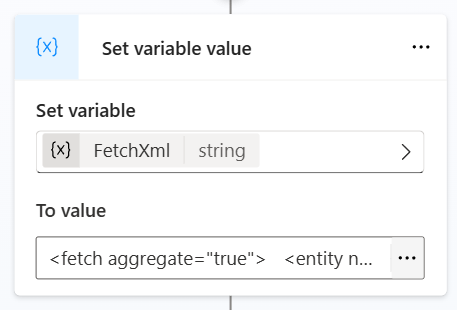 {x} Set variable value ...
Set variable
{x} FetchXml string
To value
<fetch aggregate="true">   <entity n... ...